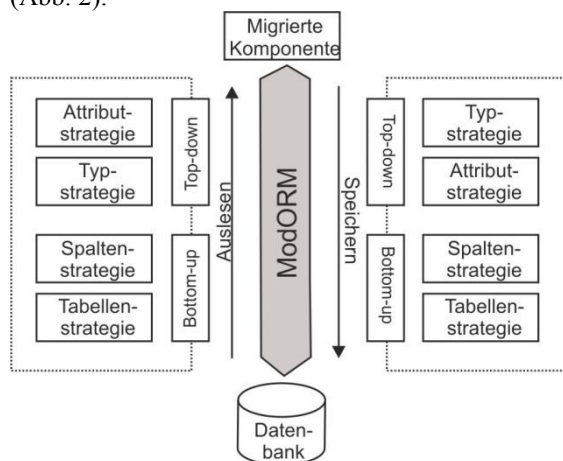 (Abb. 2).
Migrierte
Komponente
Attribut-
strategie
Typ-
strategie
Top-down
Spalten-
strategie
Tabellen-
strategie
Bottom-up
Auslesen
ModORM
Speichern
Top-down
Typ-
strategie
Attribut-
strategie
Bottom-up
Spalten-
strategie
Tabellen-
strategie
Daten-
bank